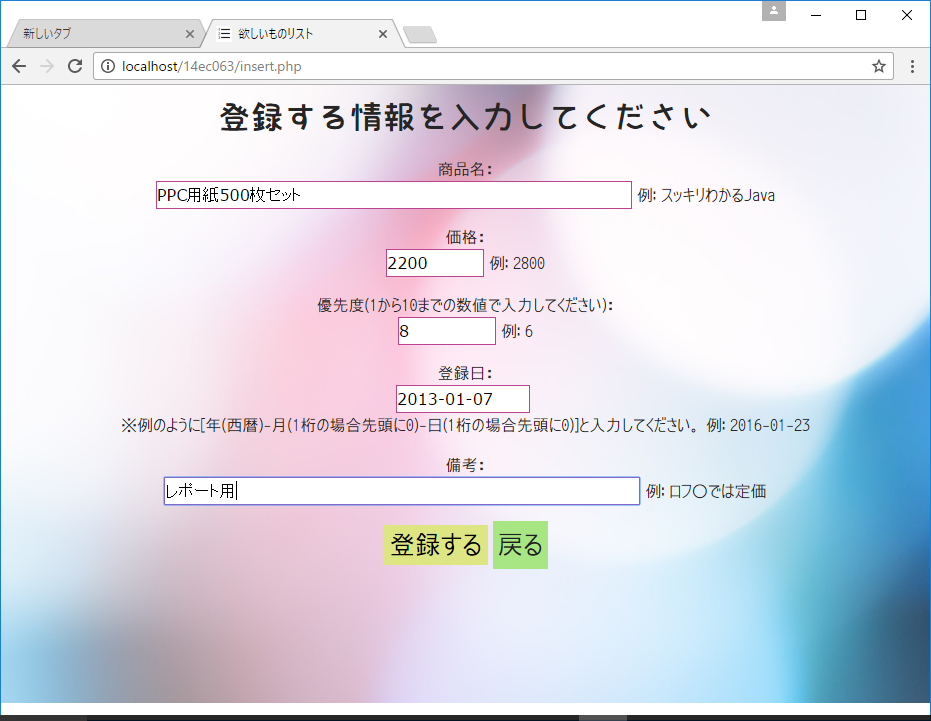 新しいタブ
欲しいものリスト
localhost/14ec063/insert.php
登録する情報を入力してください
商品名:
PPC用紙500枚セット 例: スッキリわかるJava
価格:
2200 例: 2800
優先度(1から10までの数値で入力してください):
8 例: 6
登録日:
2013-01-07
※例のように[年(西暦)-月(1桁の場合先頭に0)-日(1桁の場合先頭に0)]と入力してください。 例: 2016-01-23
備考:
レポート用 例: ロフ〇では定価
登録する 戻る